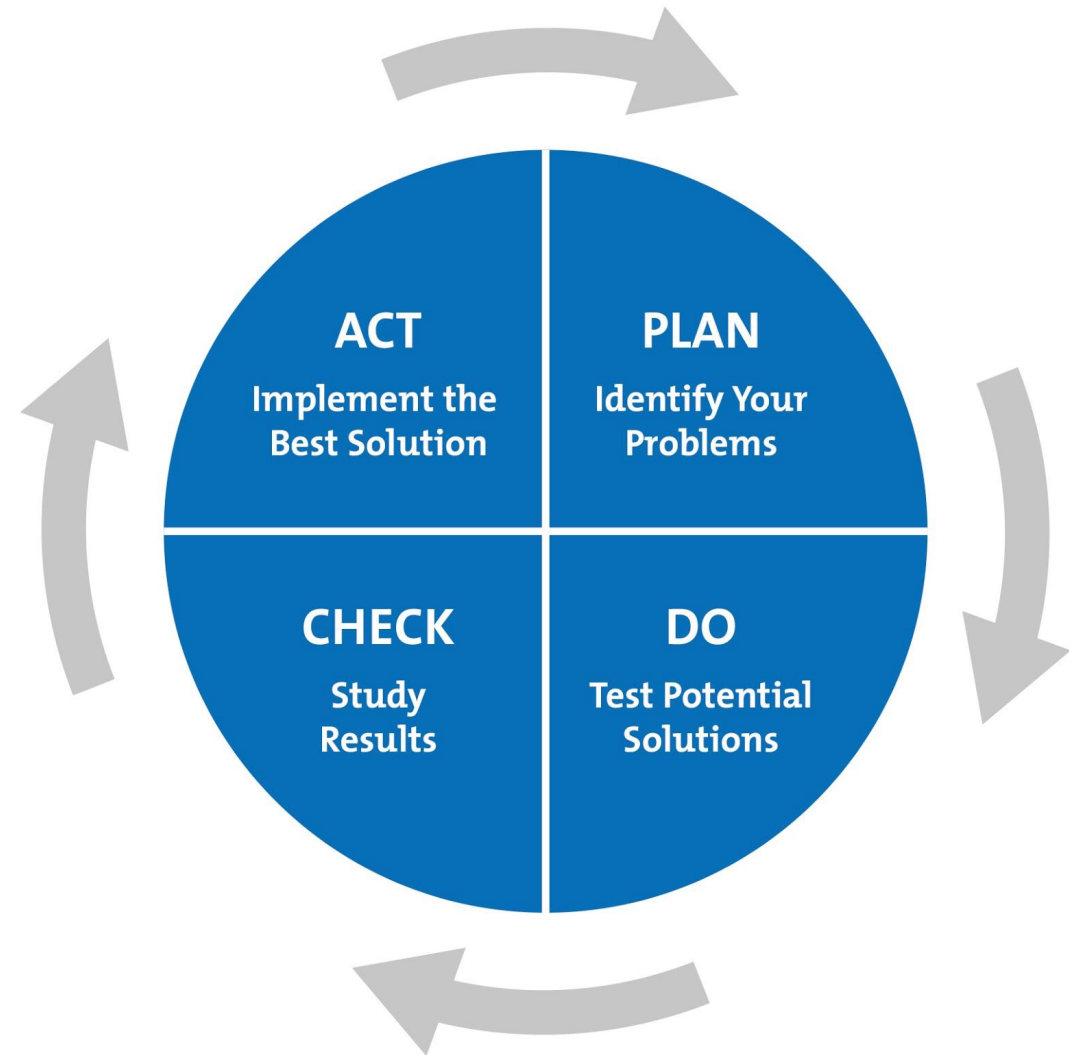 ACT
Implement the
Best Solution
PLAN
Identify Your
Problems
CHECK
Study
Results
DO
Test Potential
Solutions